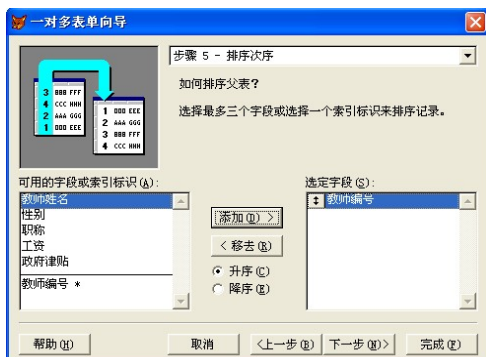 一对多表单向导
步骤 5 - 排序次序
如何排序父表？
选择最多三个字段或选择一个索引标识来排序记录。
3 BBB FFF
4 CCC HHH
2 AAA GGG
1 DDD EEE
1 DDD EEE
2 AAA GGG
3 BBB FFF
4 CCC HHH
可用的字段或索引标识(A):
教师姓名
性别
职称
工资
政府津贴
教师编号 *
添加(D) >
< 移去(R)
升序(C)
降序(E)
选定字段(S):
教师编号
帮助(H)
取消
<上一步(B)
下一步(N)>
完成(F)